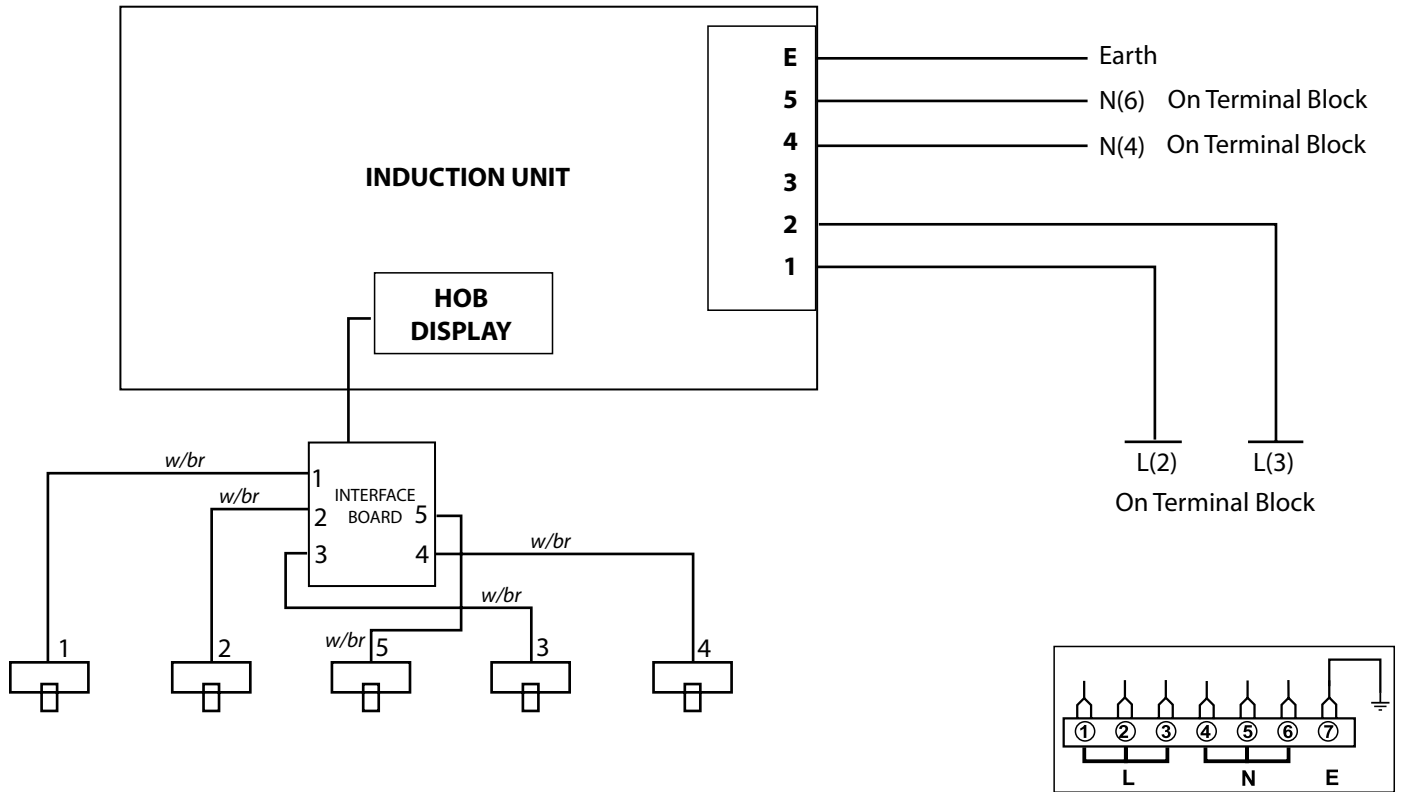 E
Earth
5
N(6) On Terminal Block
4
N(4) On Terminal Block
INDUCTION UNIT
3
2
1
HOB
DISPLAY
L(2)
L(3)
On Terminal Block
w/br
1
w/br
INTERFACE
BOARD
2
5
3
4
w/br
w/br
w/br
1
2
5
3
4
1 2 3 4 5 6 7
L N E